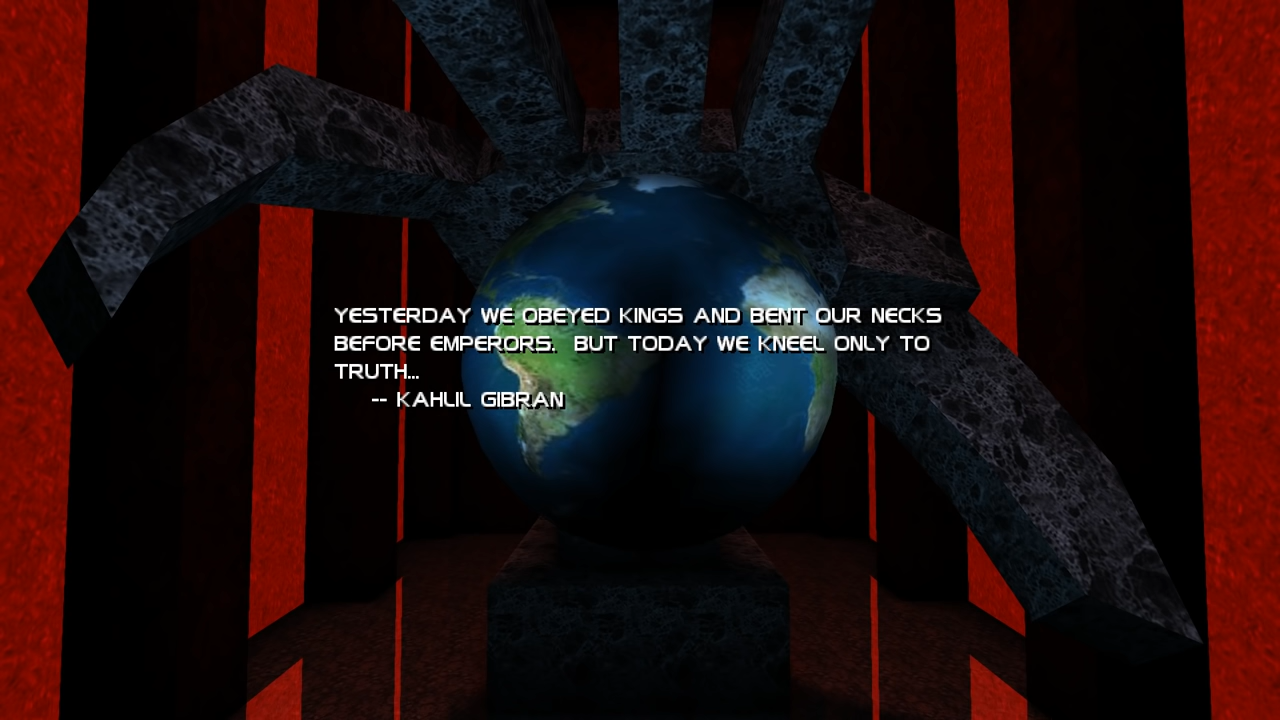 YESTERDAY WE OBEYED KINGS AND BENT OUR NECKS
BEFORE EMPERORS.  BUT TODAY WE KNEEL ONLY TO
TRUTH...
-- KAHLIL GIBRAN